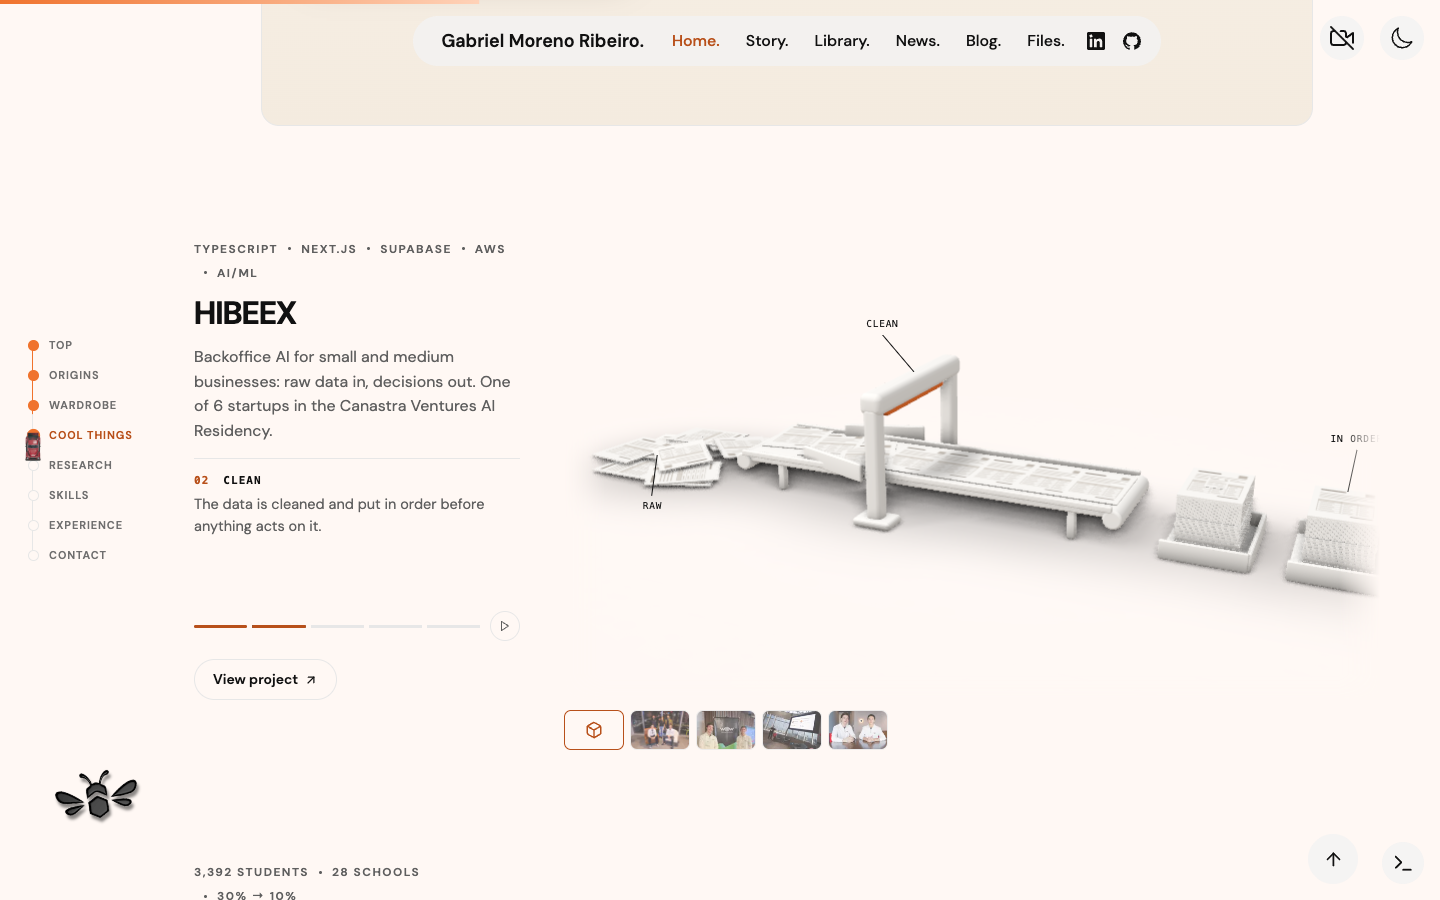 Gabriel Moreno Ribeiro. Home. Story. Library. News. Blog. Files.
TOP
ORIGINS
WARDROBE
COOL THINGS
RESEARCH
SKILLS
EXPERIENCE
CONTACT
TYPESCRIPT • NEXT.JS • SUPABASE • AWS
• AI/ML
HIBEEX
Backoffice AI for small and medium
businesses: raw data in, decisions out. One
of 6 startups in the Canastra Ventures AI
Residency.
02 CLEAN
The data is cleaned and put in order before
anything acts on it.
View project
CLEAN
RAW
IN ORDE
3,392 STUDENTS • 28 SCHOOLS
• 30% → 10%